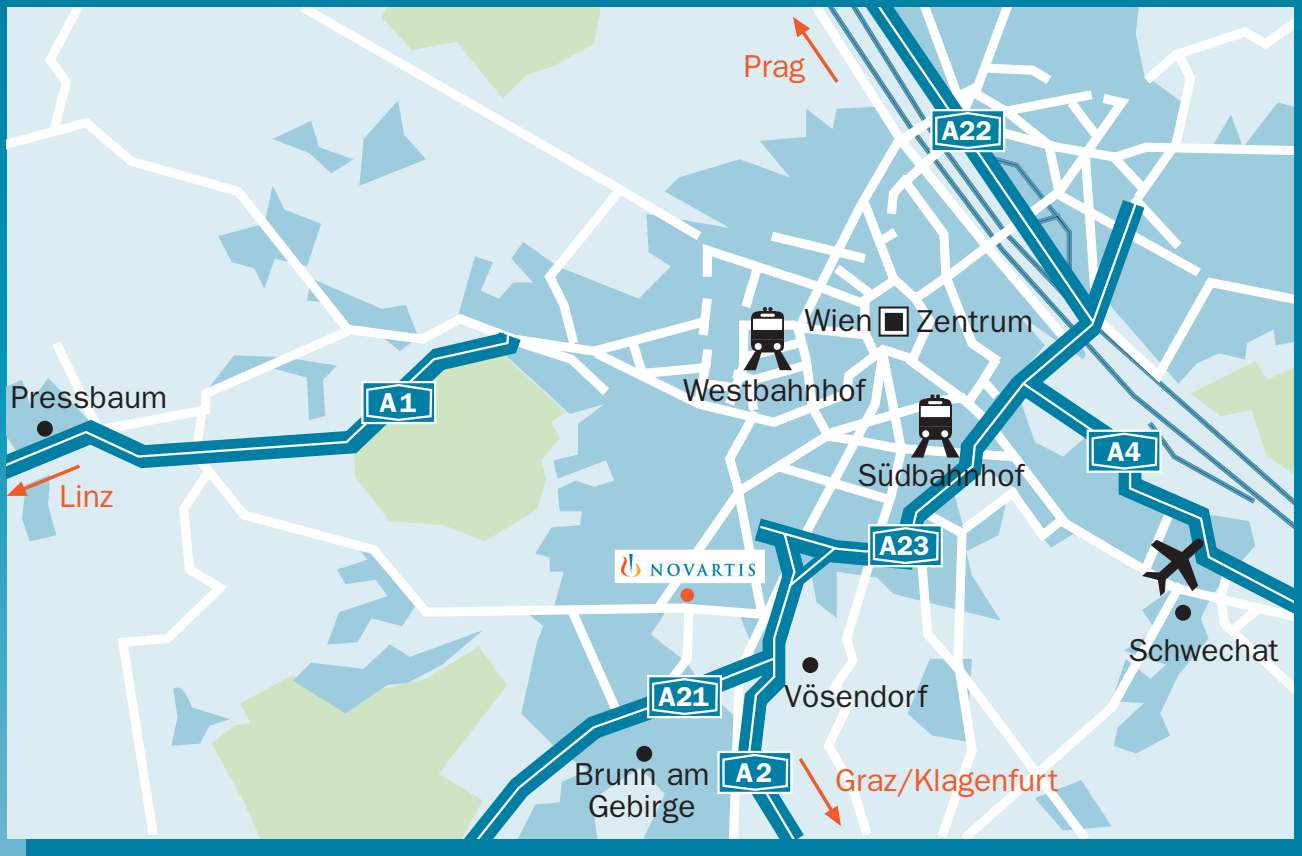 Prag
A22
Wien Zentrum
Westbahnhof
Pressbaum
A1
Linz
Südbahnhof
A4
A23
NOVARTIS
Schwechat
A21
Vösendorf
Brunn am
Gebirge
A2
Graz/Klagenfurt